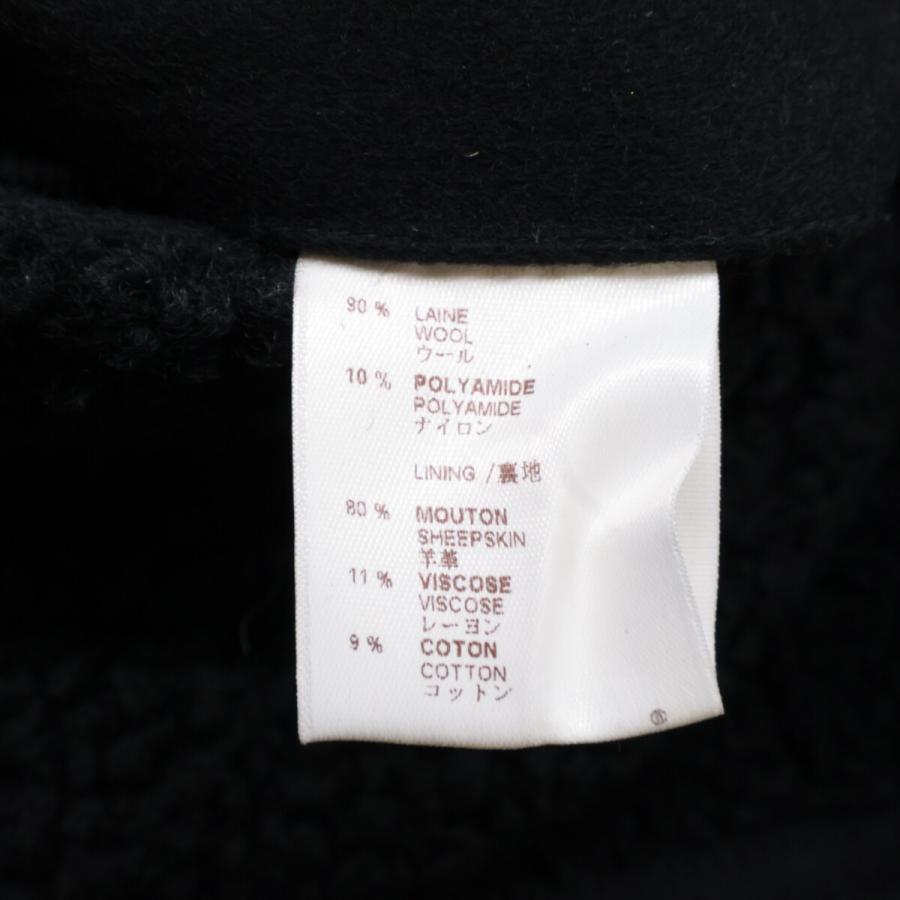 90 % LAINE
WOOL
ウール
10 % POLYAMIDE
POLYAMIDE
ナイロン
LINING / 裏地
80 % MOUTON
SHEEPSKIN
羊革
11 % VISCOSE
VISCOSE
レーヨン
9 % COTON
COTTON
コットン